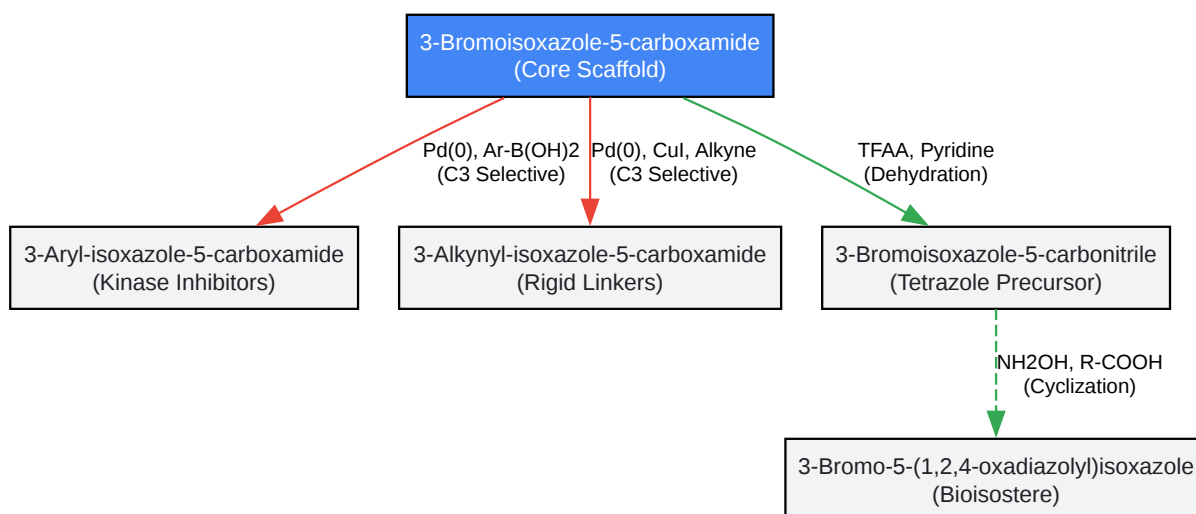 3-Bromoisoxazole-5-carboxamide
(Core Scaffold)
Pd(0), Ar-B(OH)2
(C3 Selective)
Pd(0), CuI, Alkyne
(C3 Selective)
TFAA, Pyridine
(Dehydration)
3-Aryl-isoxazole-5-carboxamide
(Kinase Inhibitors)
3-Alkynyl-isoxazole-5-carboxamide
(Rigid Linkers)
3-Bromoisoxazole-5-carbonitrile
(Tetrazole Precursor)
NH2OH, R-COOH
(Cyclization)
3-Bromo-5-(1,2,4-oxadiazolyl)isoxazole
(Bioisostere)